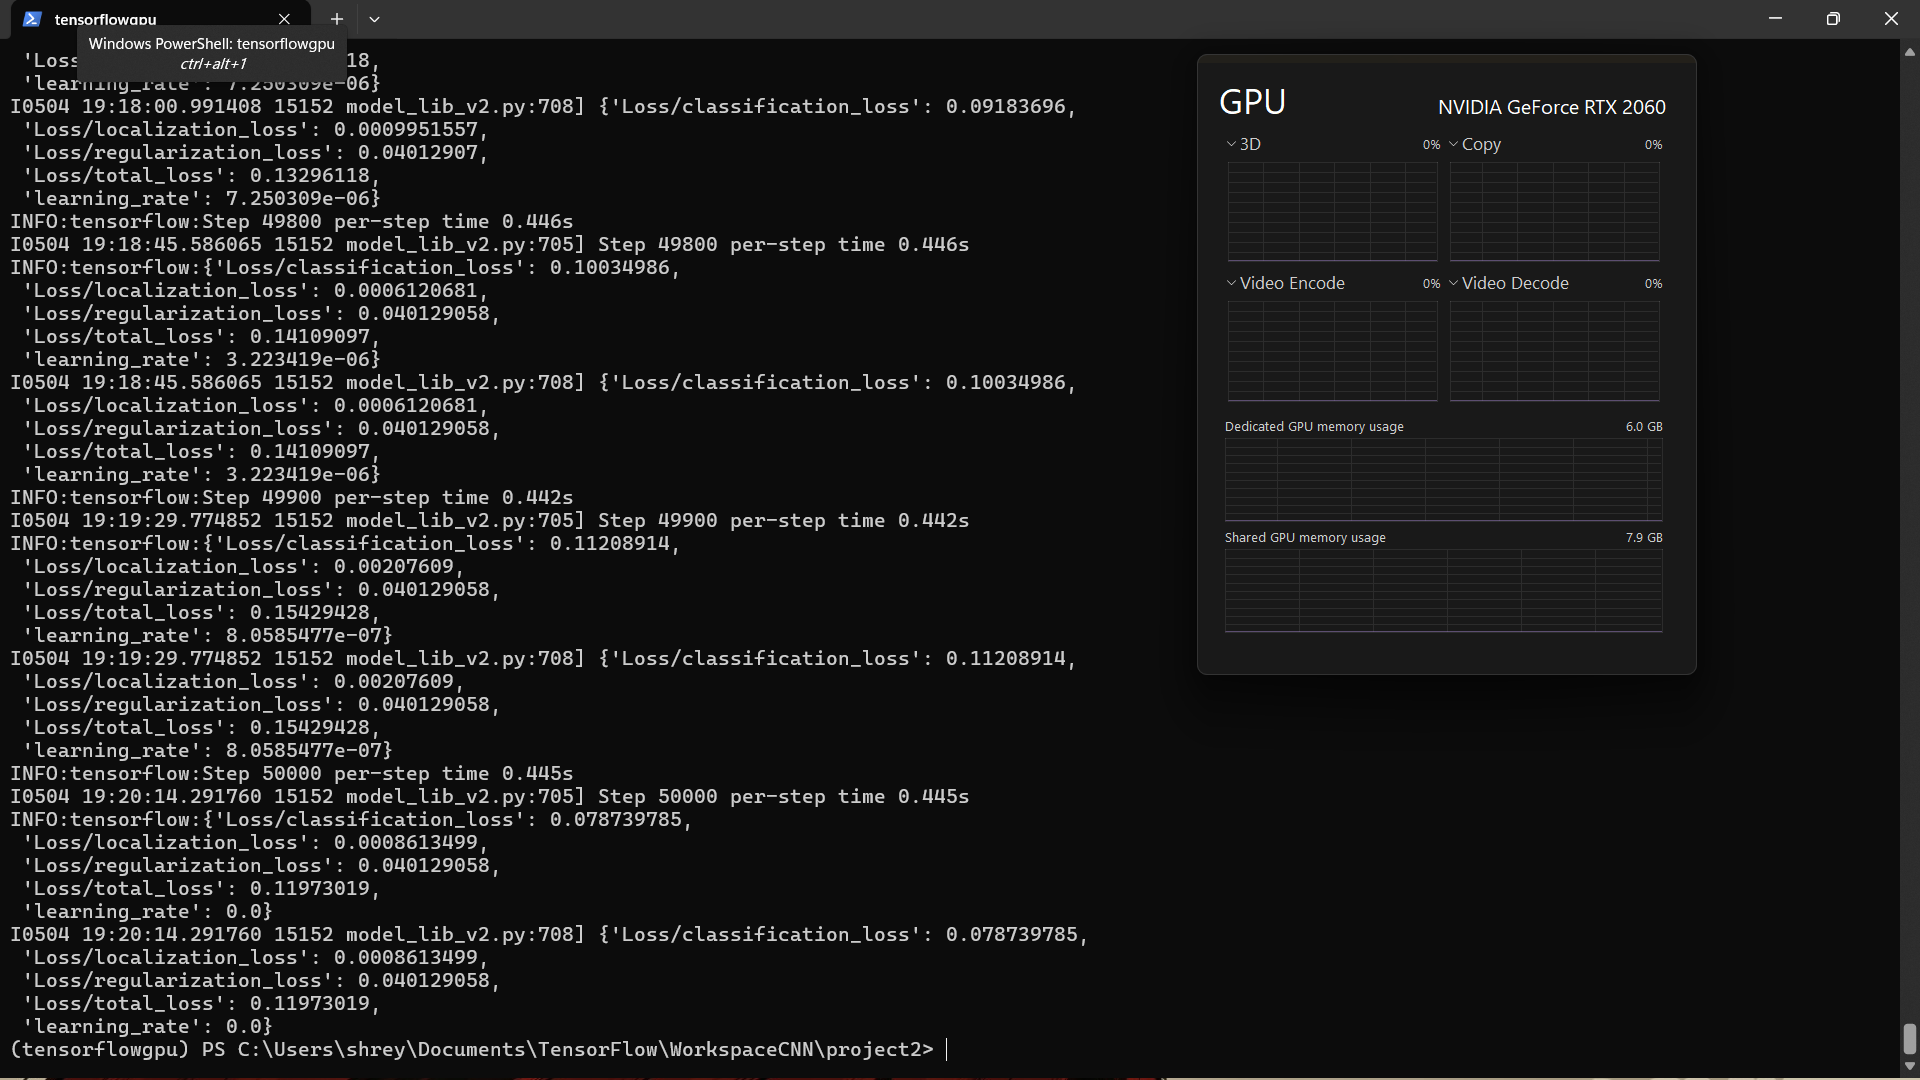 tensorflowgpu
Windows PowerShell: tensorflowgpu
ctrl+alt+1
'Loss 18,
'learning_rate': 7.250309e-06}
I0504 19:18:00.991408 15152 model_lib_v2.py:708] {'Loss/classification_loss': 0.09183696,
'Loss/localization_loss': 0.0009951557,
'Loss/regularization_loss': 0.04012907,
'Loss/total_loss': 0.13296118,
'learning_rate': 7.250309e-06}
INFO:tensorflow:Step 49800 per-step time 0.446s
I0504 19:18:45.586065 15152 model_lib_v2.py:705] Step 49800 per-step time 0.446s
INFO:tensorflow:{'Loss/classification_loss': 0.10034986,
'Loss/localization_loss': 0.0006120681,
'Loss/regularization_loss': 0.040129058,
'Loss/total_loss': 0.14109097,
'learning_rate': 3.223419e-06}
I0504 19:18:45.586065 15152 model_lib_v2.py:708] {'Loss/classification_loss': 0.10034986,
'Loss/localization_loss': 0.0006120681,
'Loss/regularization_loss': 0.040129058,
'Loss/total_loss': 0.14109097,
'learning_rate': 3.223419e-06}
INFO:tensorflow:Step 49900 per-step time 0.442s
I0504 19:19:29.774852 15152 model_lib_v2.py:705] Step 49900 per-step time 0.442s
INFO:tensorflow:{'Loss/classification_loss': 0.11208914,
'Loss/localization_loss': 0.00207609,
'Loss/regularization_loss': 0.040129058,
'Loss/total_loss': 0.15429428,
'learning_rate': 8.0585477e-07}
I0504 19:19:29.774852 15152 model_lib_v2.py:708] {'Loss/classification_loss': 0.11208914,
'Loss/localization_loss': 0.00207609,
'Loss/regularization_loss': 0.040129058,
'Loss/total_loss': 0.15429428,
'learning_rate': 8.0585477e-07}
INFO:tensorflow:Step 50000 per-step time 0.445s
I0504 19:20:14.291760 15152 model_lib_v2.py:705] Step 50000 per-step time 0.445s
INFO:tensorflow:{'Loss/classification_loss': 0.078739785,
'Loss/localization_loss': 0.0008613499,
'Loss/regularization_loss': 0.040129058,
'Loss/total_loss': 0.11973019,
'learning_rate': 0.0}
I0504 19:20:14.291760 15152 model_lib_v2.py:708] {'Loss/classification_loss': 0.078739785,
'Loss/localization_loss': 0.0008613499,
'Loss/regularization_loss': 0.040129058,
'Loss/total_loss': 0.11973019,
'learning_rate': 0.0}
(tensorflowgpu) PS C:\Users\shrey\Documents\TensorFlow\WorkspaceCNN\project2>
GPU NVIDIA GeForce RTX 2060
3D 0% Copy 0%
Video Encode 0% Video Decode 0%
Dedicated GPU memory usage 6.0 GB
Shared GPU memory usage 7.9 GB